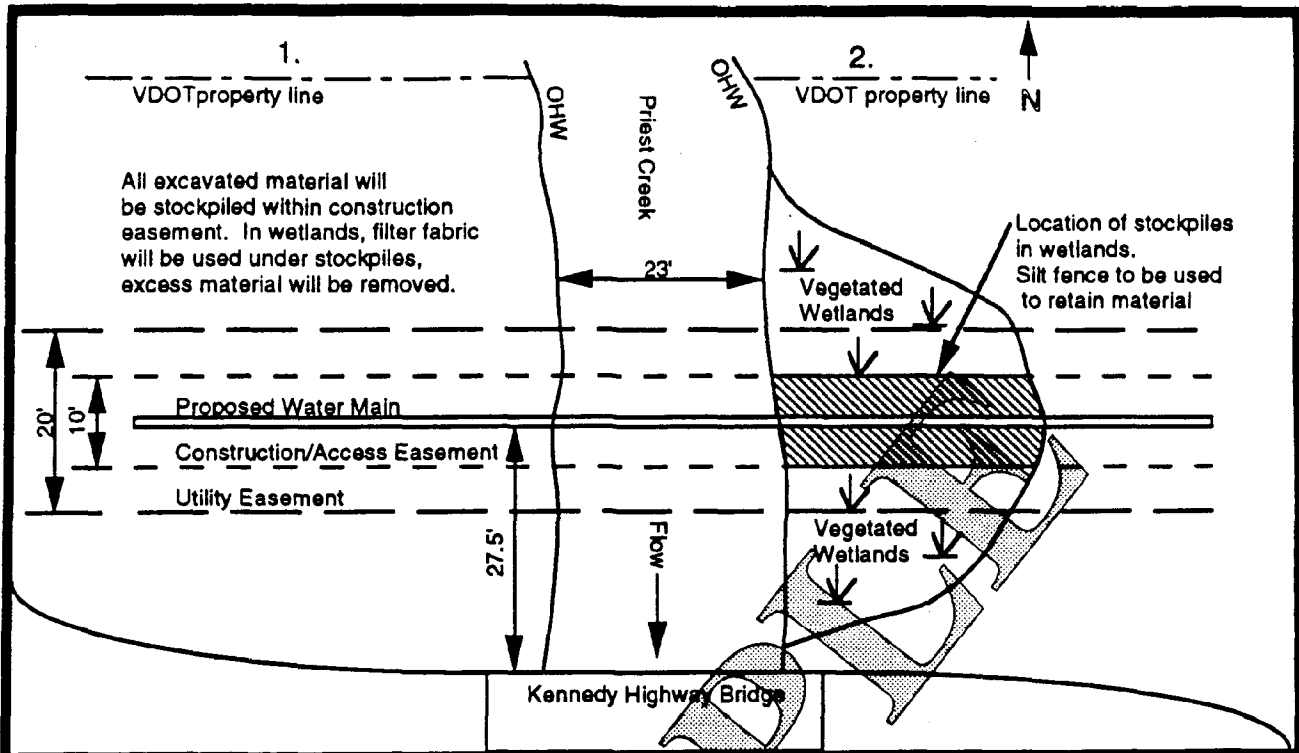 1.
2.
N
VDOTproperty line
OHW
OHW
VDOT property line
Priest Creek
All excavated material will
be stockpiled within construction
easement. In wetlands, filter fabric
will be used under stockpiles,
excess material will be removed.
Location of stockpiles
in wetlands.
Silt fence to be used
to retain material
23'
Vegetated
Wetlands
20'
10'
Proposed Water Main
Construction/Access Easement
Utility Easement
27.5'
Flow
Vegetated
Wetlands
Kennedy Highway Bridge